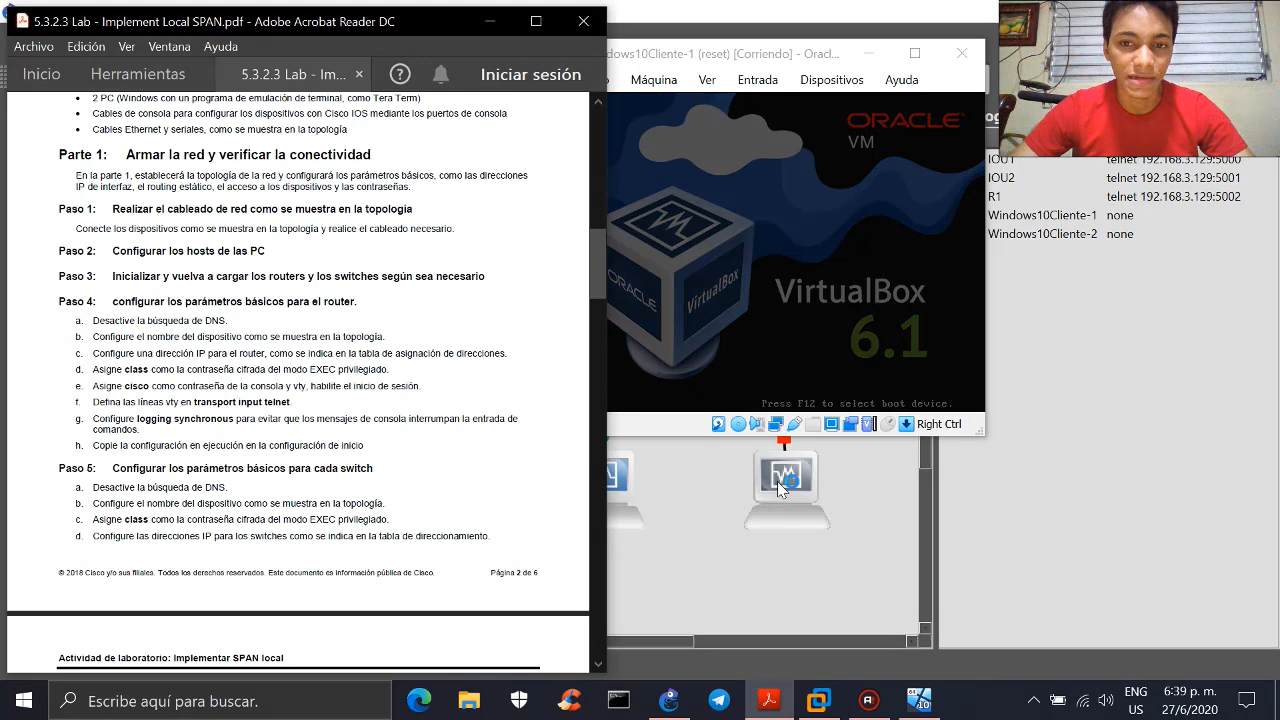 5.3.2.3 Lab - Implement Local SPAN.pdf - Adobe Acrobat Reader DC
Archivo Edición Ver Ventana Ayuda
Inicio Herramientas 5.3.2.3 Lab - Im... Iniciar sesión
• 2 PC (Windows con un programa de emulación de terminal, como Tera Term)
• Cables de consola para configurar los dispositivos con Cisco IOS mediante los puertos de consola
• Cables Ethernet y seriales, como se muestra en la topología
Parte 1: Armar la red y verificar la conectividad
En la parte 1, establecerá la topología de la red y configurará los parámetros básicos, como las direcciones
IP de interfaz, el routing estático, el acceso a los dispositivos y las contraseñas.
Paso 1: Realizar el cableado de red como se muestra en la topología
Conecte los dispositivos como se muestra en la topología y realice el cableado necesario.
Paso 2: Configurar los hosts de las PC
Paso 3: Inicializar y vuelva a cargar los routers y los switches según sea necesario
Paso 4: configurar los parámetros básicos para el router.
a. Desactive la búsqueda de DNS.
b. Configure el nombre del dispositivo como se muestra en la topología.
c. Configure una dirección IP para el router, como se indica en la tabla de asignación de direcciones.
d. Asigne class como la contraseña cifrada del modo EXEC privilegiado.
e. Asigne cisco como contraseña de la consola y vty, habilite el inicio de sesión.
f. Defina las líneas vty en transport input telnet.
g. Configure logging synchronous para evitar que los mensajes de consola interrumpan la entrada de
comandos.
h. Copie la configuración en ejecución en la configuración de inicio
Paso 5: Configurar los parámetros básicos para cada switch
a. Desactive la búsqueda de DNS.
b. Configure el nombre del dispositivo como se muestra en la topología.
c. Asigne class como la contraseña cifrada del modo EXEC privilegiado.
d. Configure las direcciones IP para los switches como se indica en la tabla de direccionamiento.
© 2018 Cisco y/o sus filiales. Todos los derechos reservados. Este documento es información pública de Cisco. Página 2 de 6
Actividad de laboratorio: Implementar SPAN local
dows10Cliente-1 (reset) [Corriendo] - Oracl...
Máquina Ver Entrada Dispositivos Ayuda
ORACLE
VM
VirtualBox
6.1
Press F12 to select boot device.
Right Ctrl
IOU1 telnet 192.168.3.129:5000
IOU2 telnet 192.168.3.129:5001
R1 telnet 192.168.3.129:5002
Windows10Cliente-1 none
Windows10Cliente-2 none
Escribe aquí para buscar.
ENG
US
5:39 p. m.
27/6/2020